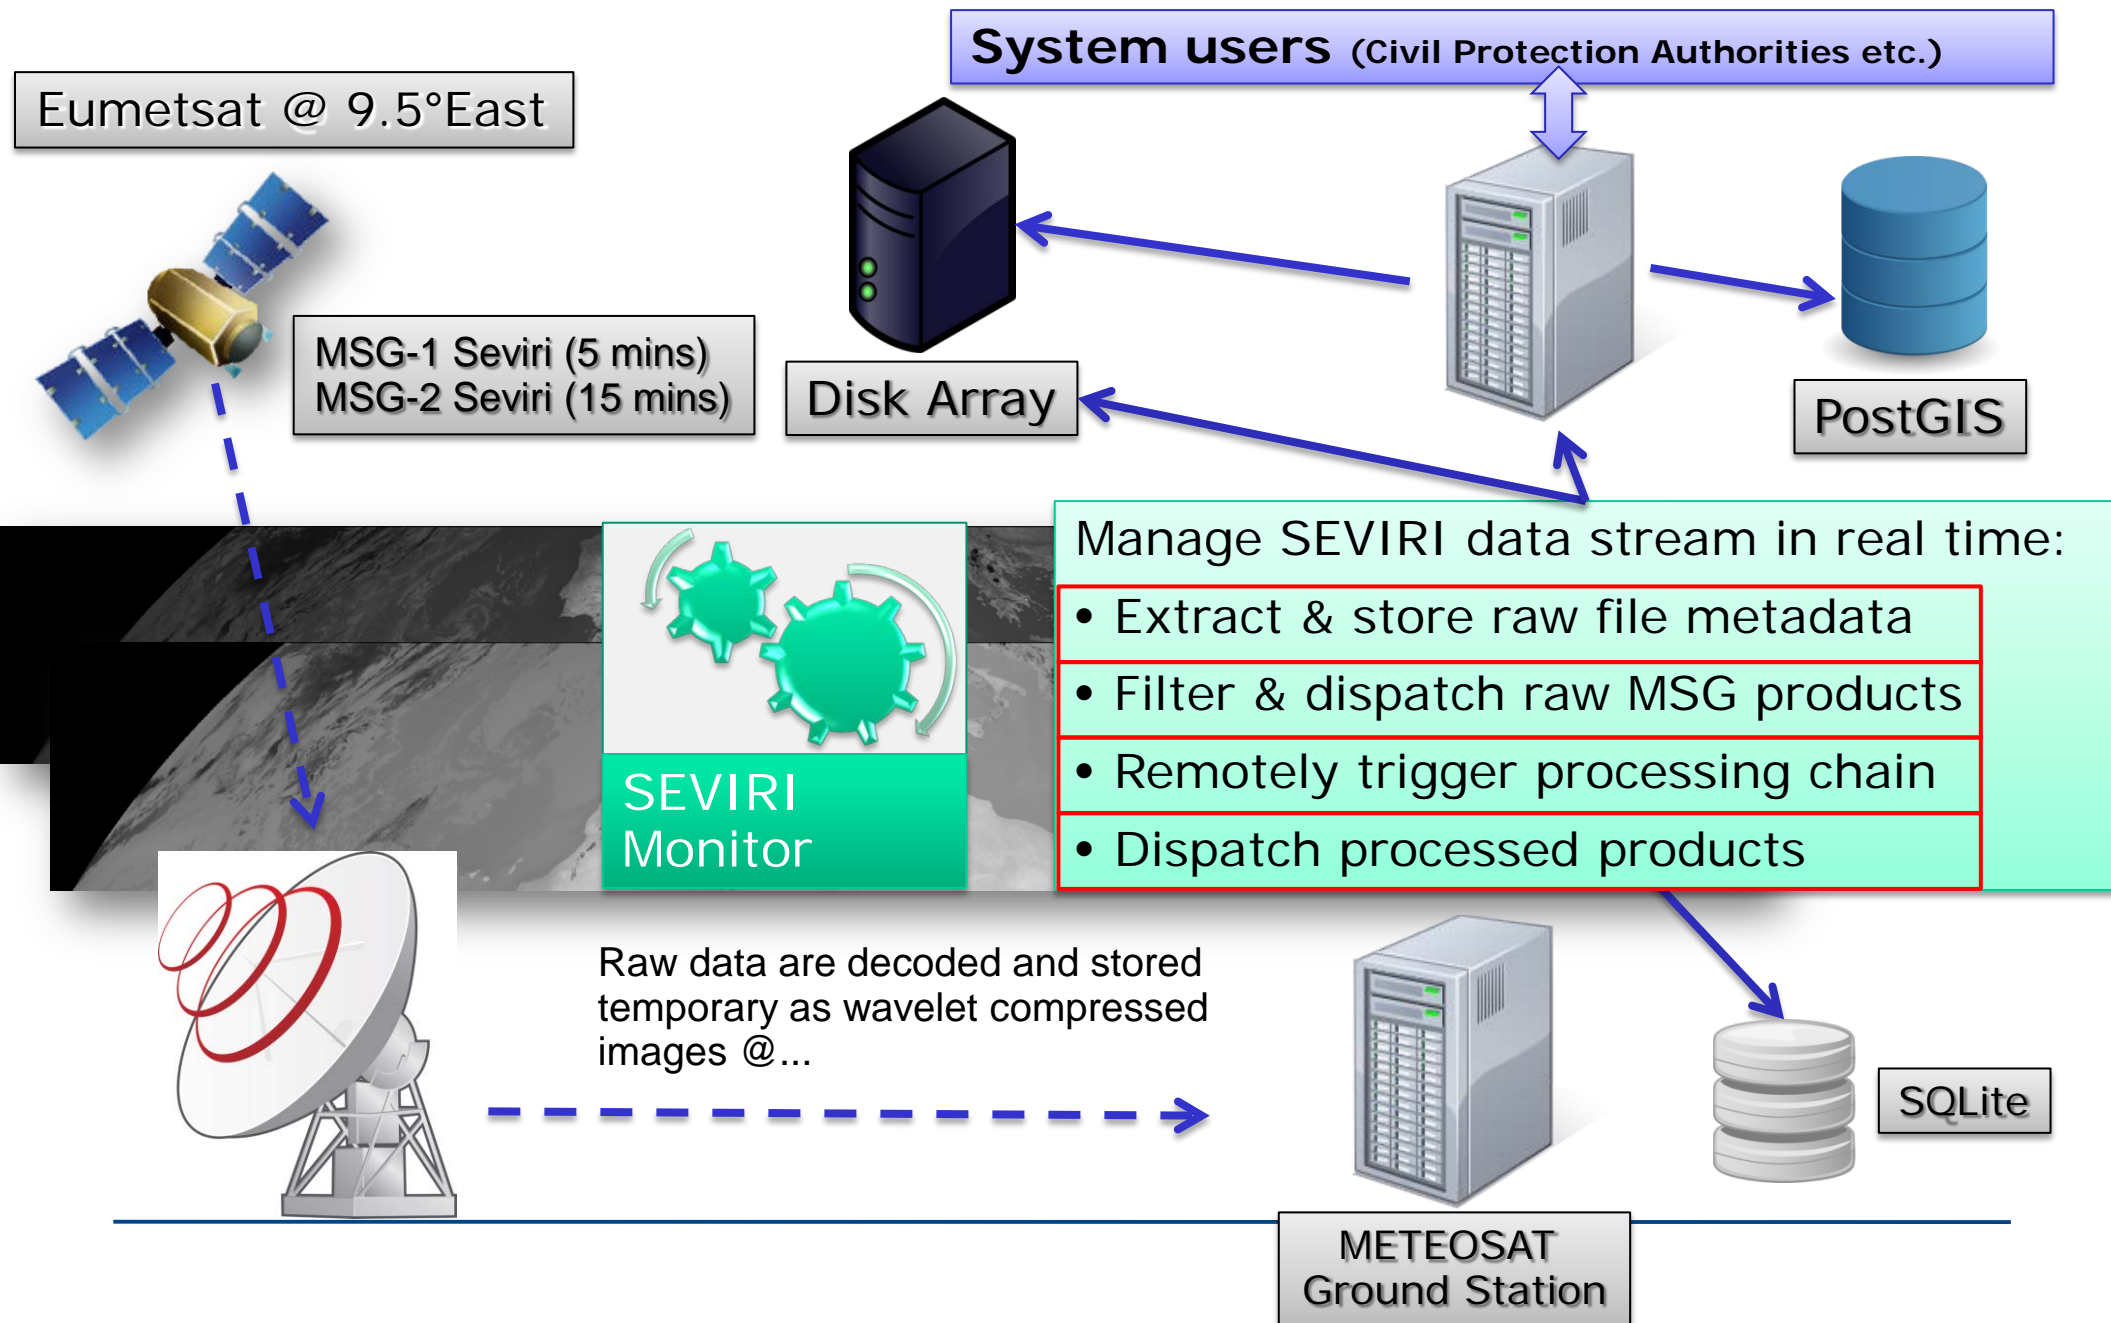 System users (Civil Protection Authorities etc.)
Eumetsat @ 9.5°East
MSG-1 Seviri (5 mins)
MSG-2 Seviri (15 mins)
Disk Array
PostGIS
Manage SEVIRI data stream in real time:
• Extract & store raw file metadata
• Filter & dispatch raw MSG products
• Remotely trigger processing chain
• Dispatch processed products
SEVIRI
Monitor
Raw data are decoded and stored
temporary as wavelet compressed
images @...
SQLite
METEOSAT
Ground Station